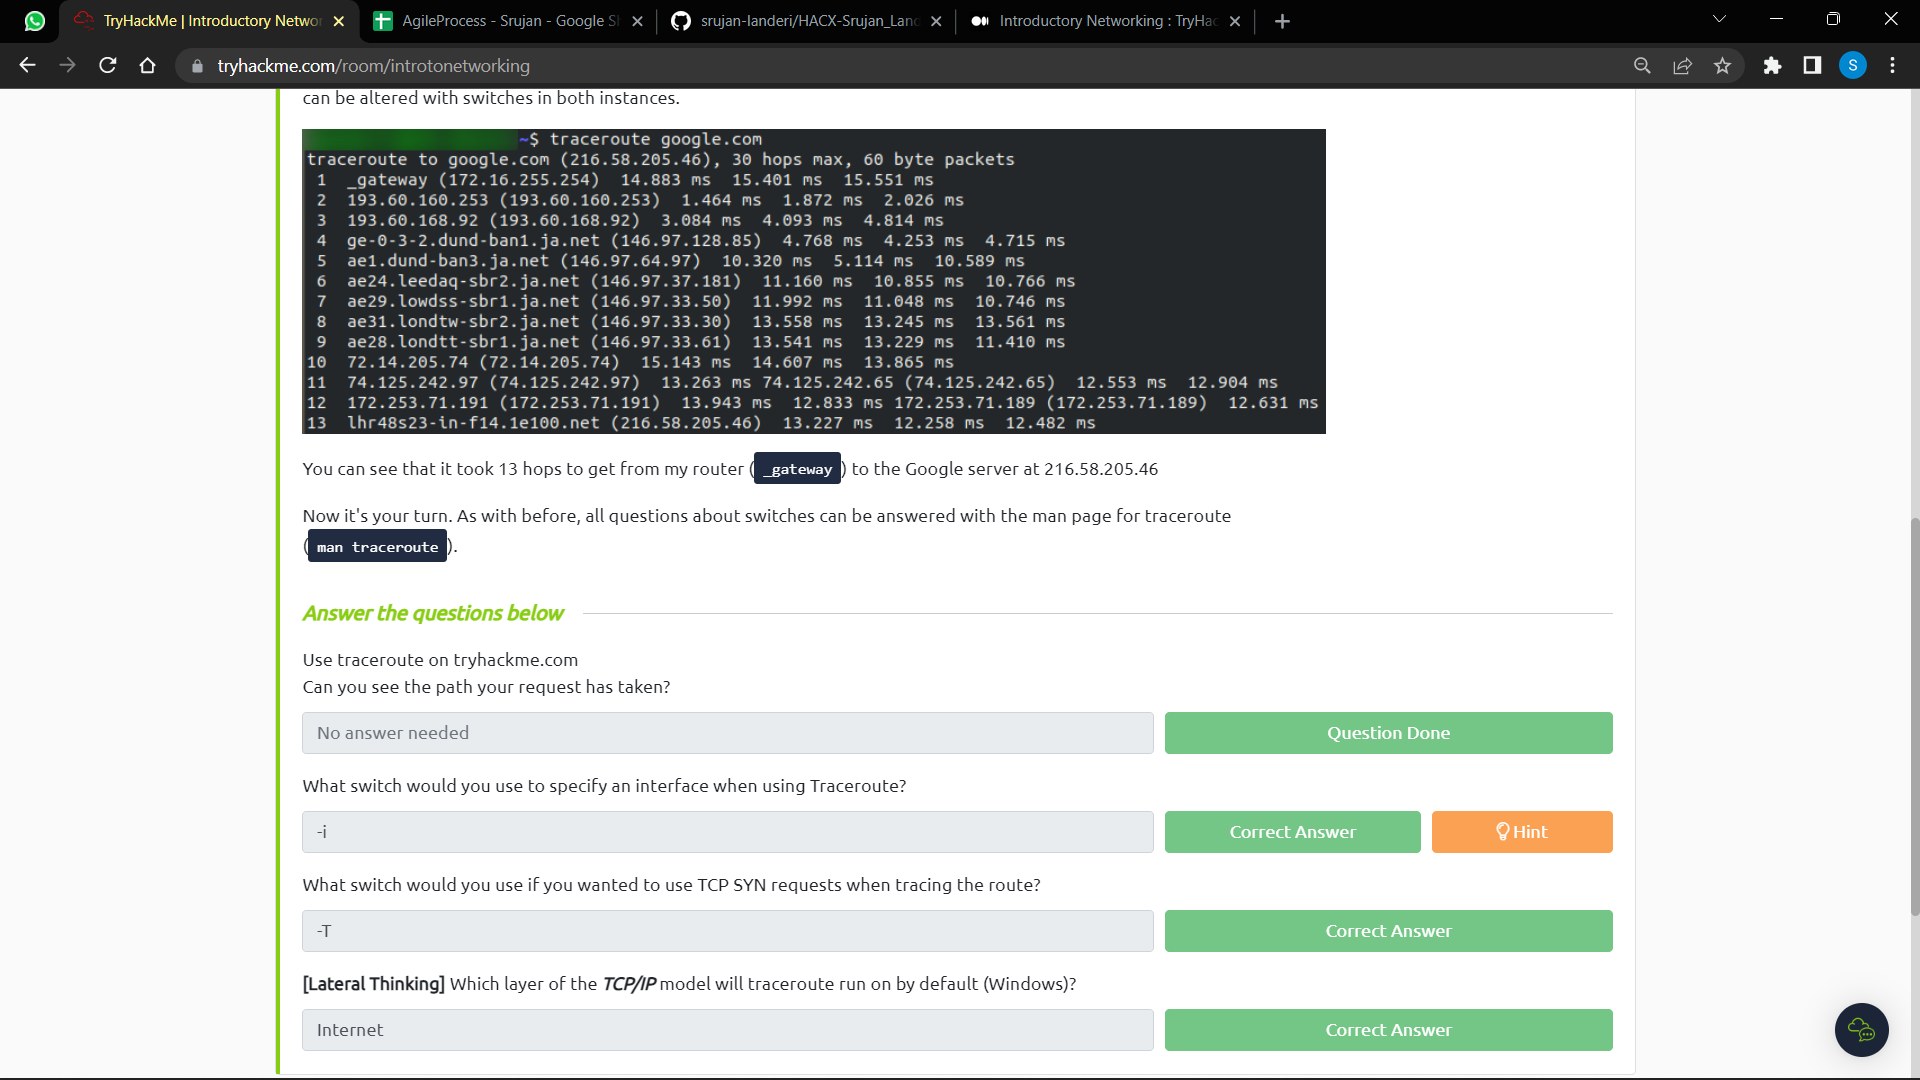 TryHackMe | Introductory Netwo
AgileProcess - Srujan - Google S
srujan-landeri/HACX-Srujan_Lan
Introductory Networking : TryHac
tryhackme.com/room/introtonetworking
S
can be altered with switches in both instances.
~$ traceroute google.com
traceroute to google.com (216.58.205.46), 30 hops max, 60 byte packets
1 _gateway (172.16.255.254) 14.883 ms 15.401 ms 15.551 ms
2 193.60.160.253 (193.60.160.253) 1.464 ms 1.872 ms 2.026 ms
3 193.60.168.92 (193.60.168.92) 3.084 ms 4.093 ms 4.814 ms
4 ge-0-3-2.dund-ban1.ja.net (146.97.128.85) 4.768 ms 4.253 ms 4.715 ms
5 ae1.dund-ban3.ja.net (146.97.64.97) 10.320 ms 5.114 ms 10.589 ms
6 ae24.leedaq-sbr2.ja.net (146.97.37.181) 11.160 ms 10.855 ms 10.766 ms
7 ae29.lowdss-sbr1.ja.net (146.97.33.50) 11.992 ms 11.048 ms 10.746 ms
8 ae31.londtw-sbr2.ja.net (146.97.33.30) 13.558 ms 13.245 ms 13.561 ms
9 ae28.londtt-sbr1.ja.net (146.97.33.61) 13.541 ms 13.229 ms 11.410 ms
10 72.14.205.74 (72.14.205.74) 15.143 ms 14.607 ms 13.865 ms
11 74.125.242.97 (74.125.242.97) 13.263 ms 74.125.242.65 (74.125.242.65) 12.553 ms 12.904 ms
12 172.253.71.191 (172.253.71.191) 13.943 ms 12.833 ms 172.253.71.189 (172.253.71.189) 12.631 ms
13 lhr48s23-in-f14.1e100.net (216.58.205.46) 13.227 ms 12.258 ms 12.482 ms
You can see that it took 13 hops to get from my router ( _gateway ) to the Google server at 216.58.205.46
Now it's your turn. As with before, all questions about switches can be answered with the man page for traceroute
( man traceroute ).
Answer the questions below
Use traceroute on tryhackme.com
Can you see the path your request has taken?
No answer needed
Question Done
What switch would you use to specify an interface when using Traceroute?
-i
Correct Answer
Hint
What switch would you use if you wanted to use TCP SYN requests when tracing the route?
-T
Correct Answer
[Lateral Thinking] Which layer of the TCP/IP model will traceroute run on by default (Windows)?
Internet
Correct Answer